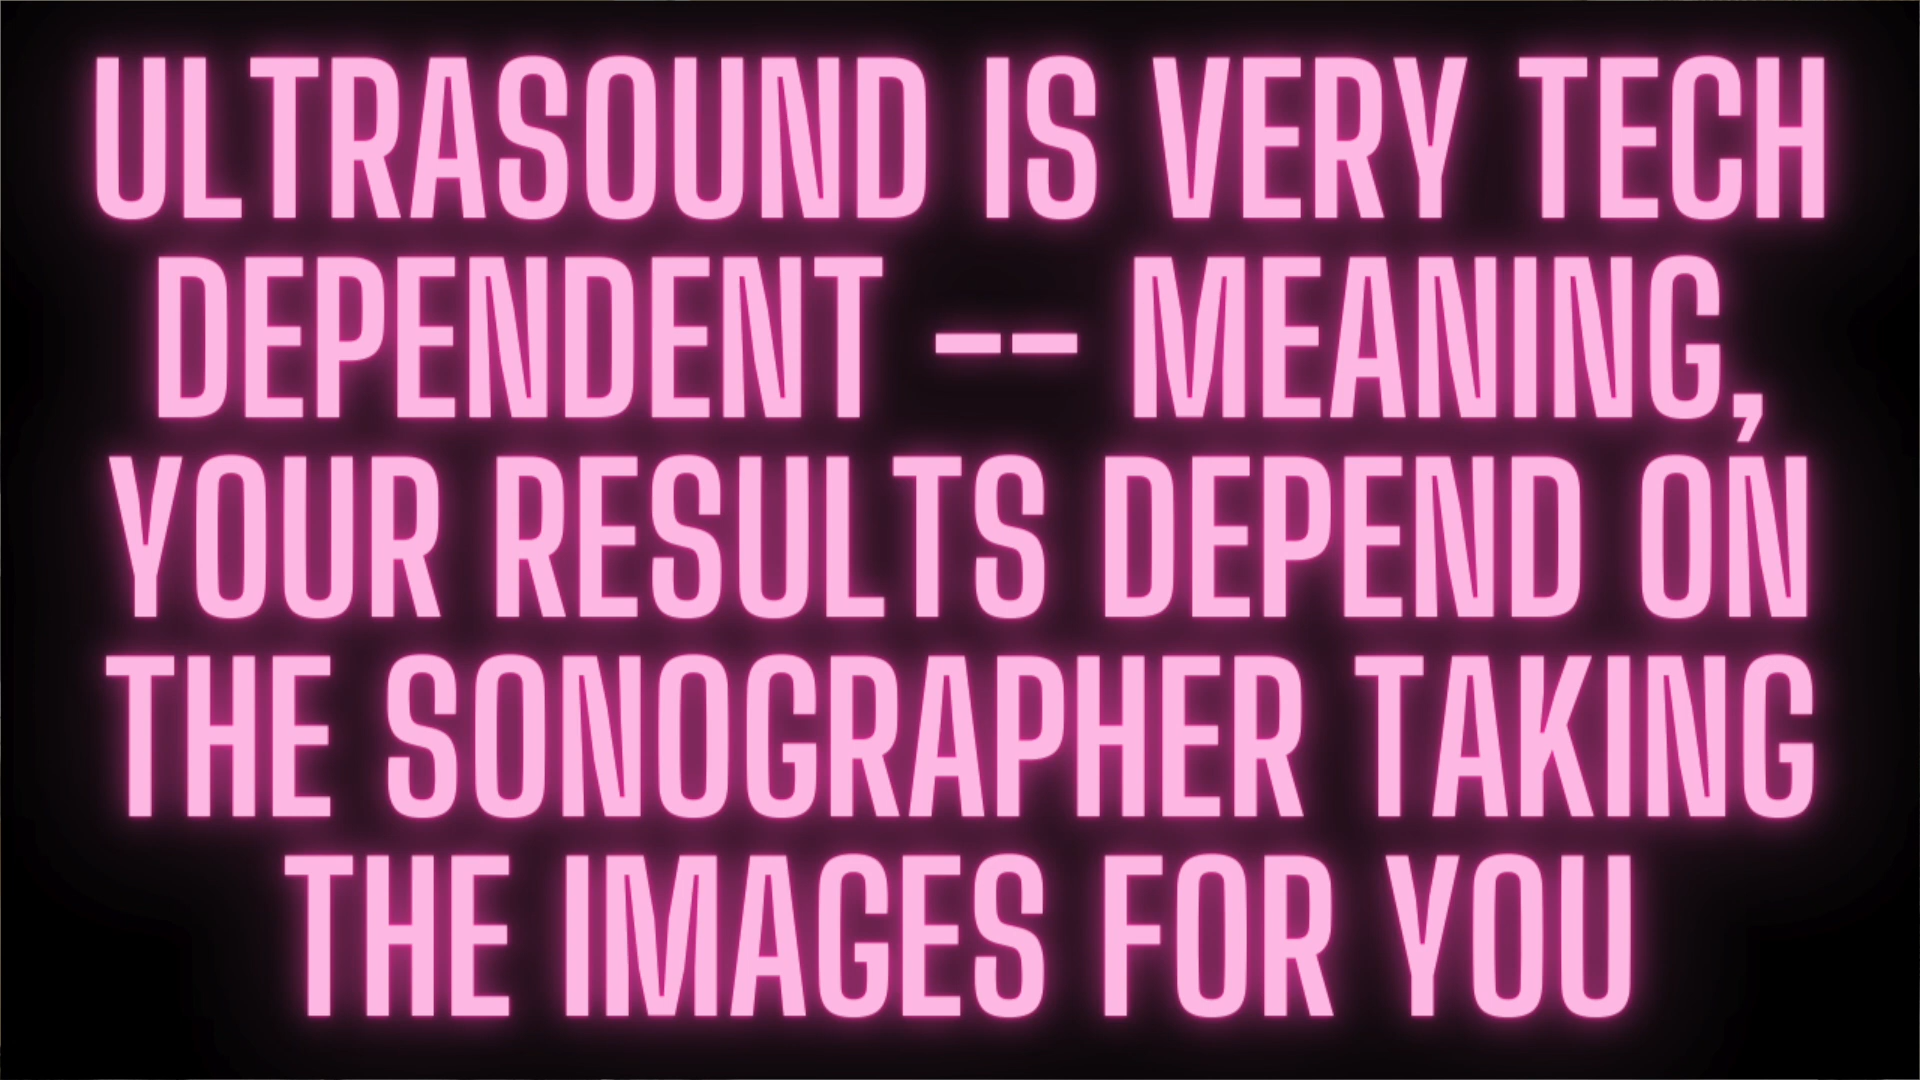 ULTRASOUND IS VERY TECH
DEPENDENT -- MEANING,
YOUR RESULTS DEPEND ON
THE SONOGRAPHER TAKING
THE IMAGES FOR YOU